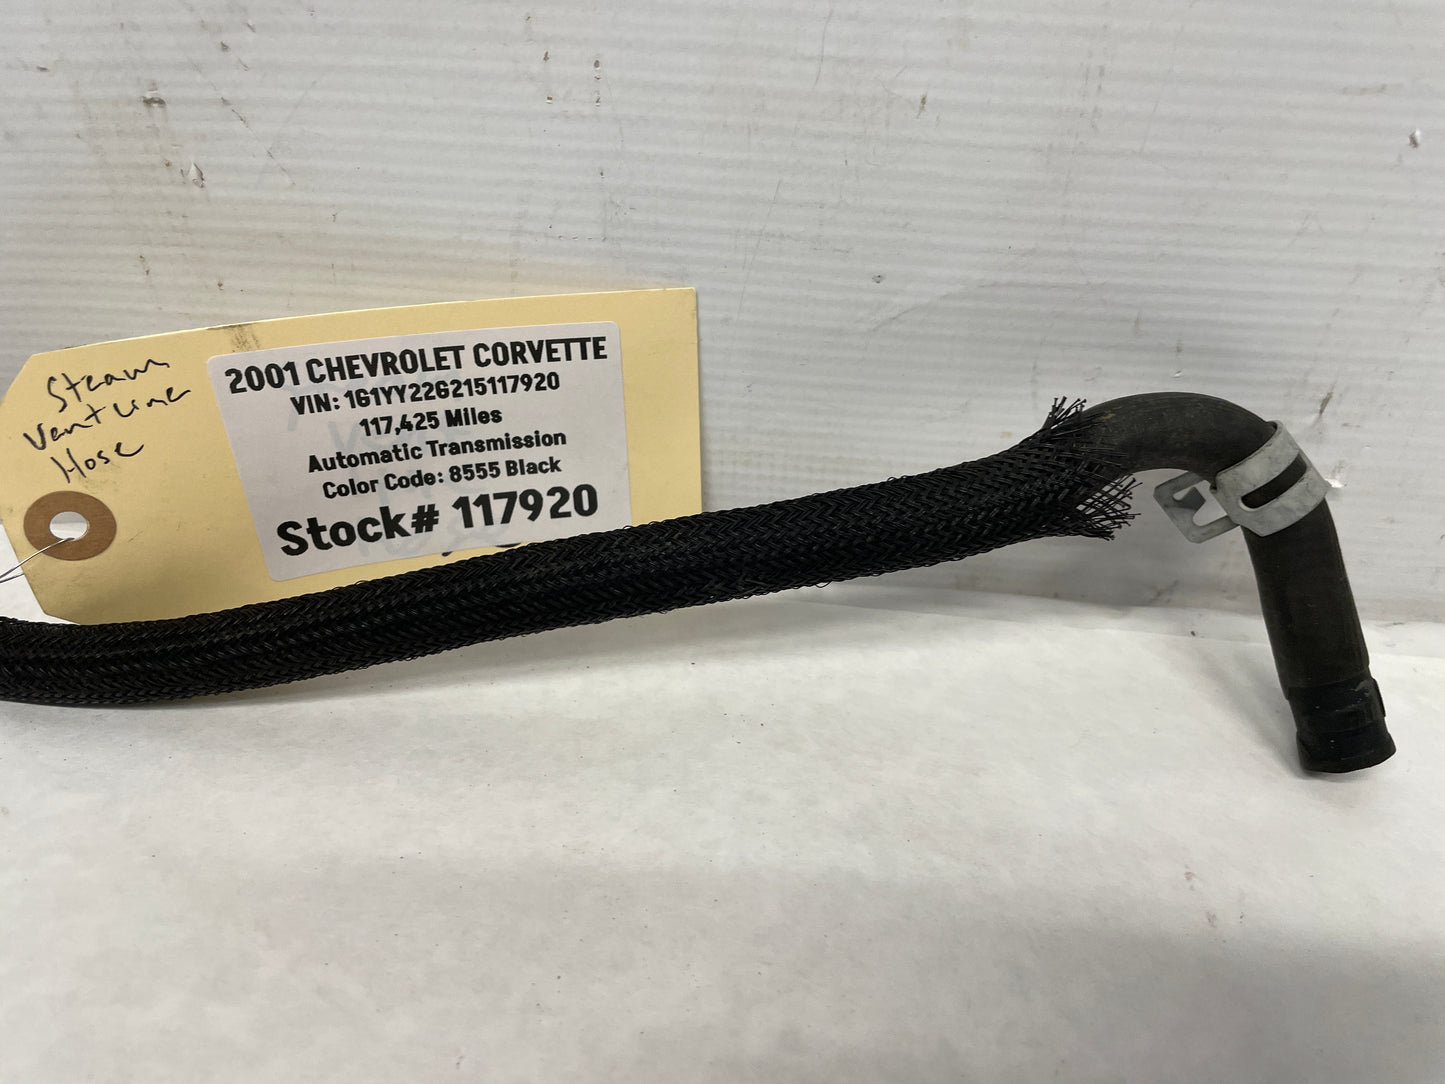 Steam
Vent Line
Hose
2001 CHEVROLET CORVETTE
VIN: 1G1YY22G215117920
117,425 Miles
Automatic Transmission
Color Code: 8555 Black
Stock# 117920